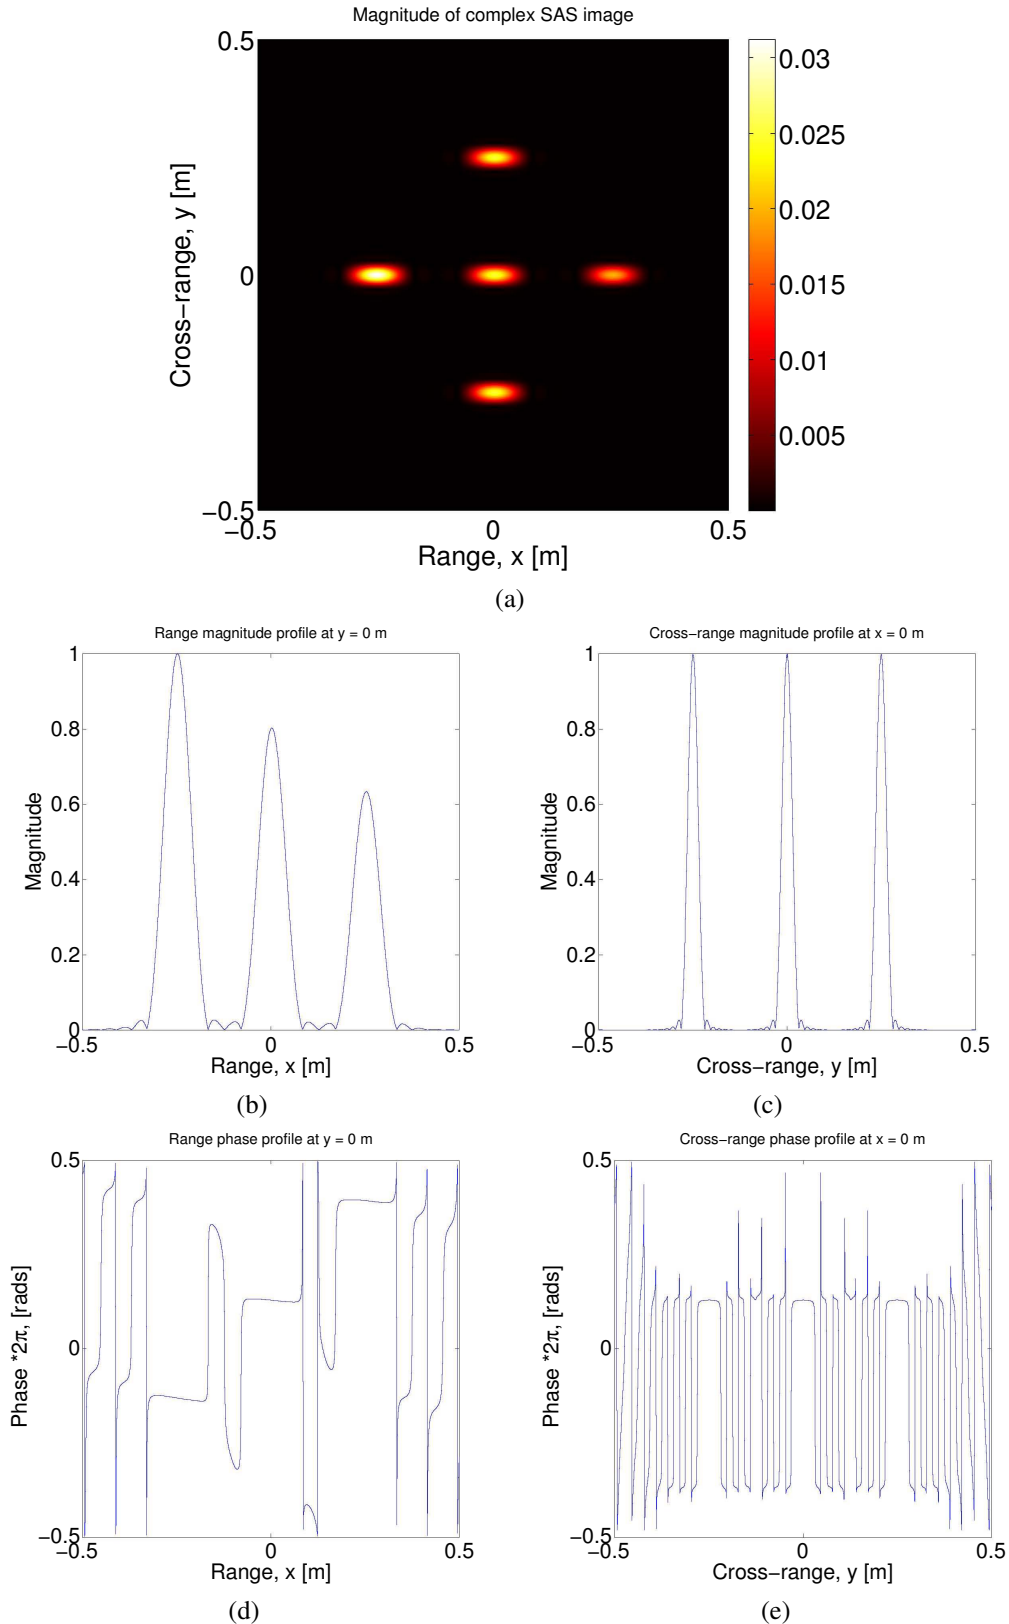 Magnitude of complex SAS image
0.5
0
−0.5
−0.5
0
0.5
Cross−range, y [m]
Range, x [m]
0.03
0.025
0.02
0.015
0.01
0.005
(a)
Range magnitude profile at y = 0 m
1
0.8
0.6
0.4
0.2
0
−0.5
0
0.5
Magnitude
Range, x [m]
(b)
Cross−range magnitude profile at x = 0 m
1
0.8
0.6
0.4
0.2
0
−0.5
0
0.5
Magnitude
Cross−range, y [m]
(c)
Range phase profile at y = 0 m
0.5
0
−0.5
−0.5
0
0.5
Phase *2π, [rads]
Range, x [m]
(d)
Cross−range phase profile at x = 0 m
0.5
0
−0.5
−0.5
0
0.5
Phase *2π, [rads]
Cross−range, y [m]
(e)